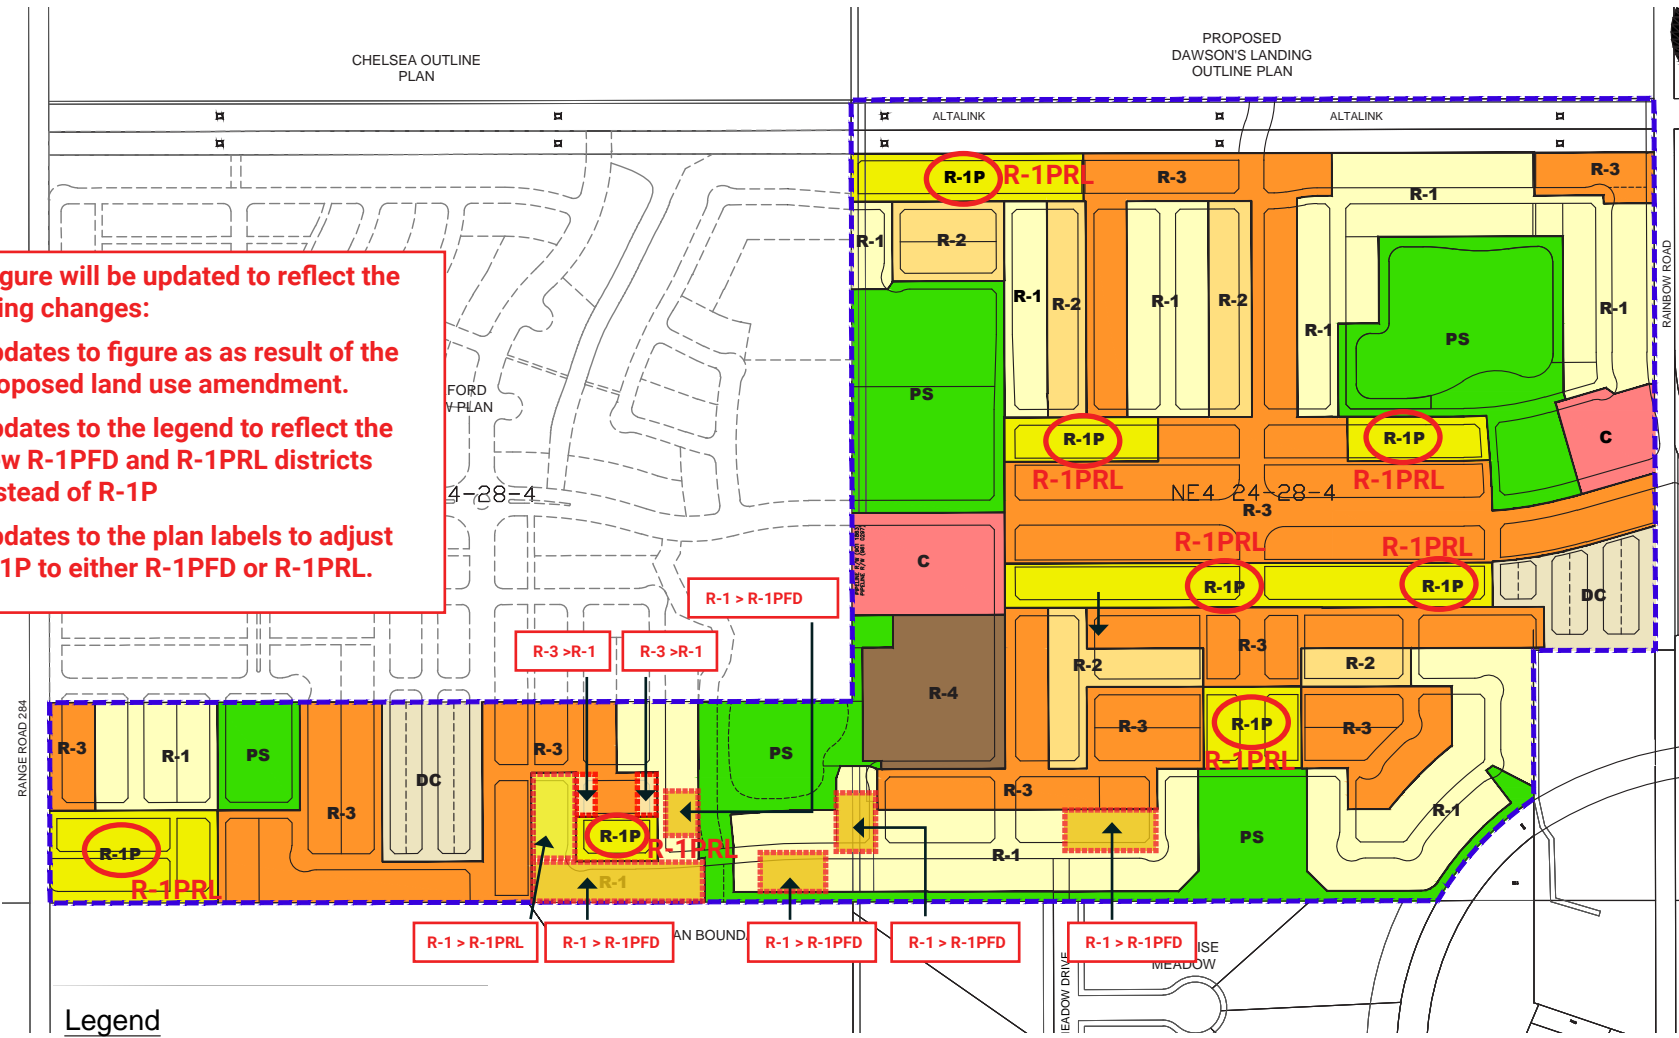 CHELSEA OUTLINE
PLAN
PROPOSED
DAWSON'S LANDING
OUTLINE PLAN
ALTALINK
ALTALINK
R-1P
R-1PRL
R-3
R-3
R-1
R-1
R-2
RAINBOW ROAD
gure will be updated to reflect the
ing changes:
pdates to figure as as result of the
oposed land use amendment.
pdates to the legend to reflect the
w R-1PFD and R-1PRL districts
stead of R-1P
pdates to the plan labels to adjust
1P to either R-1PFD or R-1PRL.
FORD
W PLAN
4-28-4
R-1
R-2
R-1
R-2
R-1
R-1
PS
PS
C
R-1P
R-1P
R-1PRL
R-1PRL
NE4 24-28-4
R-3
R-1PRL
R-1PRL
C
R-1P
R-1P
DC
R-1 > R-1PFD
R-3 >R-1
R-3 >R-1
R-3
R-2
R-2
R-4
R-3
R-1P
R-3
R-1PRL
RANGE ROAD 284
R-3
R-1
PS
R-3
PS
DC
R-3
R-3
R-1
R-1P
R-1PRL
R-1P
R-1PRL
R-1
R-1
PS
R-1 > R-1PRL
R-1 > R-1PFD
AN BOUND
R-1 > R-1PFD
R-1 > R-1PFD
R-1 > R-1PFD
ISE
MEADOW
EADOW DRIVE
Legend